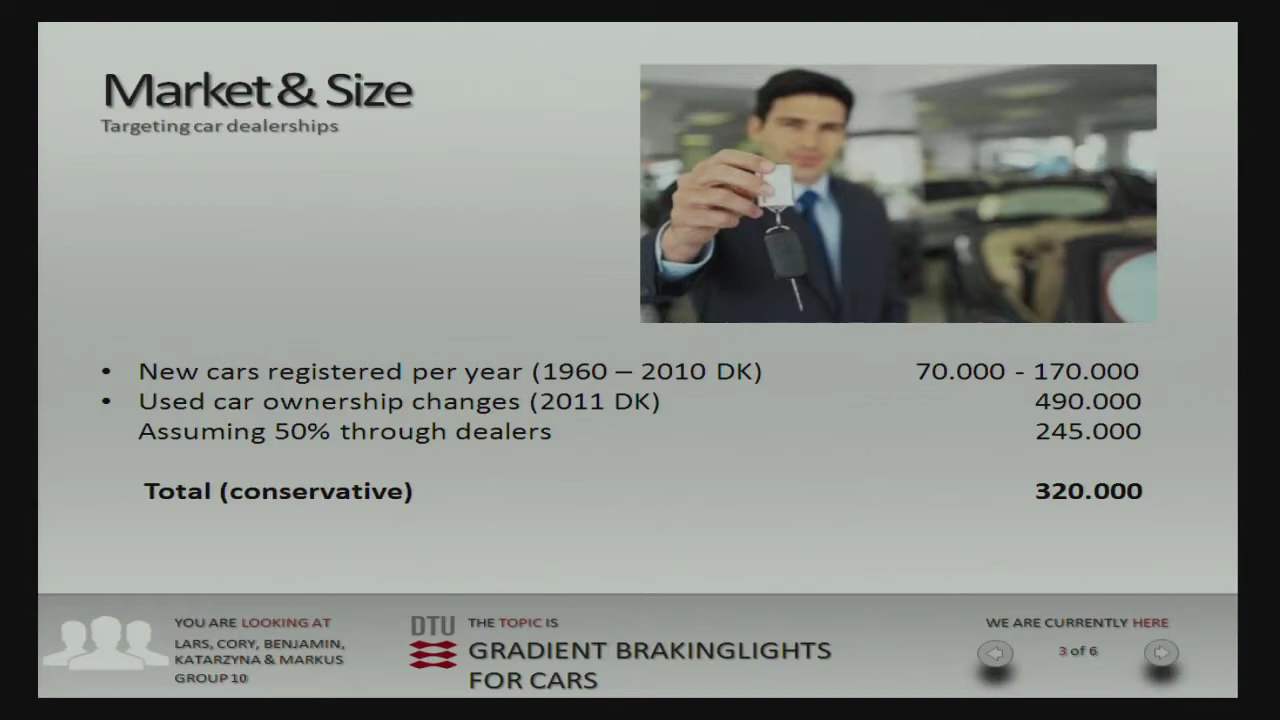 Market & Size
Targeting car dealerships
• New cars registered per year (1960 – 2010 DK) 70.000 - 170.000
• Used car ownership changes (2011 DK) 490.000
Assuming 50% through dealers 245.000
Total (conservative) 320.000
YOU ARE LOOKING AT
LARS, CORY, BENJAMIN,
KATARZYNA & MARKUS
GROUP 10
DTU
THE TOPIC IS
GRADIENT BRAKINGLIGHTS
FOR CARS
WE ARE CURRENTLY HERE
3 of 6